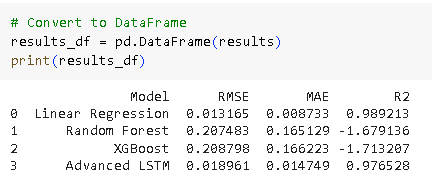 # Convert to DataFrame
results_df = pd.DataFrame(results)
print(results_df)
Model RMSE MAE R2
0 Linear Regression 0.013165 0.008733 0.989213
1 Random Forest 0.207483 0.165129 -1.679136
2 XGBoost 0.208798 0.166223 -1.713207
3 Advanced LSTM 0.018961 0.014749 0.976528